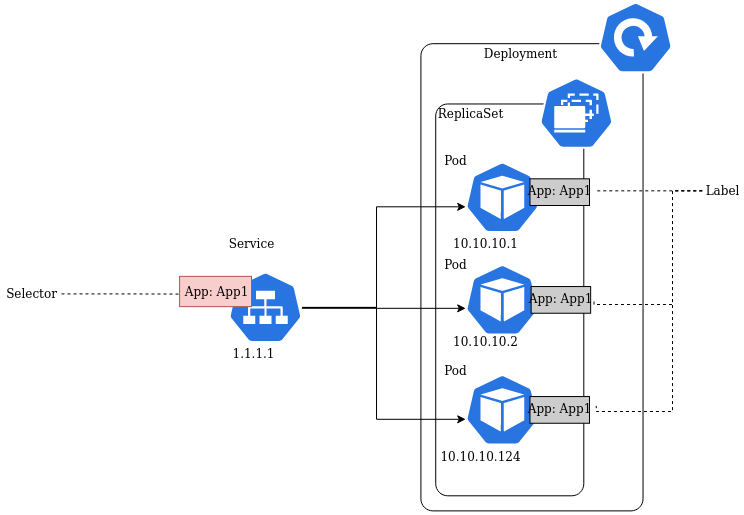 Deployment
ReplicaSet
Pod
App: App1
Label
10.10.10.1
Service
Pod
Selector
App: App1
App: App1
10.10.10.2
1.1.1.1
Pod
App: App1
10.10.10.124